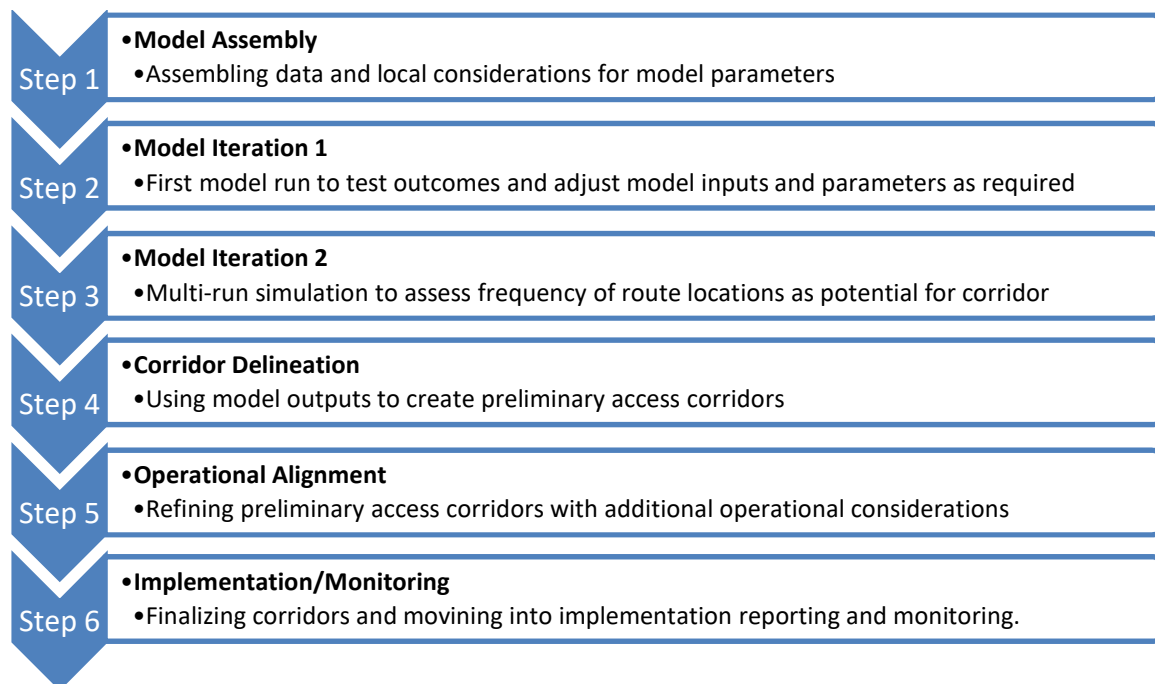 Step 1
•Model Assembly
•Assembling data and local considerations for model parameters
Step 2
•Model Iteration 1
•First model run to test outcomes and adjust model inputs and parameters as required
Step 3
•Model Iteration 2
•Multi-run simulation to assess frequency of route locations as potential for corridor
Step 4
•Corridor Delineation
•Using model outputs to create preliminary access corridors
Step 5
•Operational Alignment
•Refining preliminary access corridors with additional operational considerations
Step 6
•Implementation/Monitoring
•Finalizing corridors and movining into implementation reporting and monitoring.